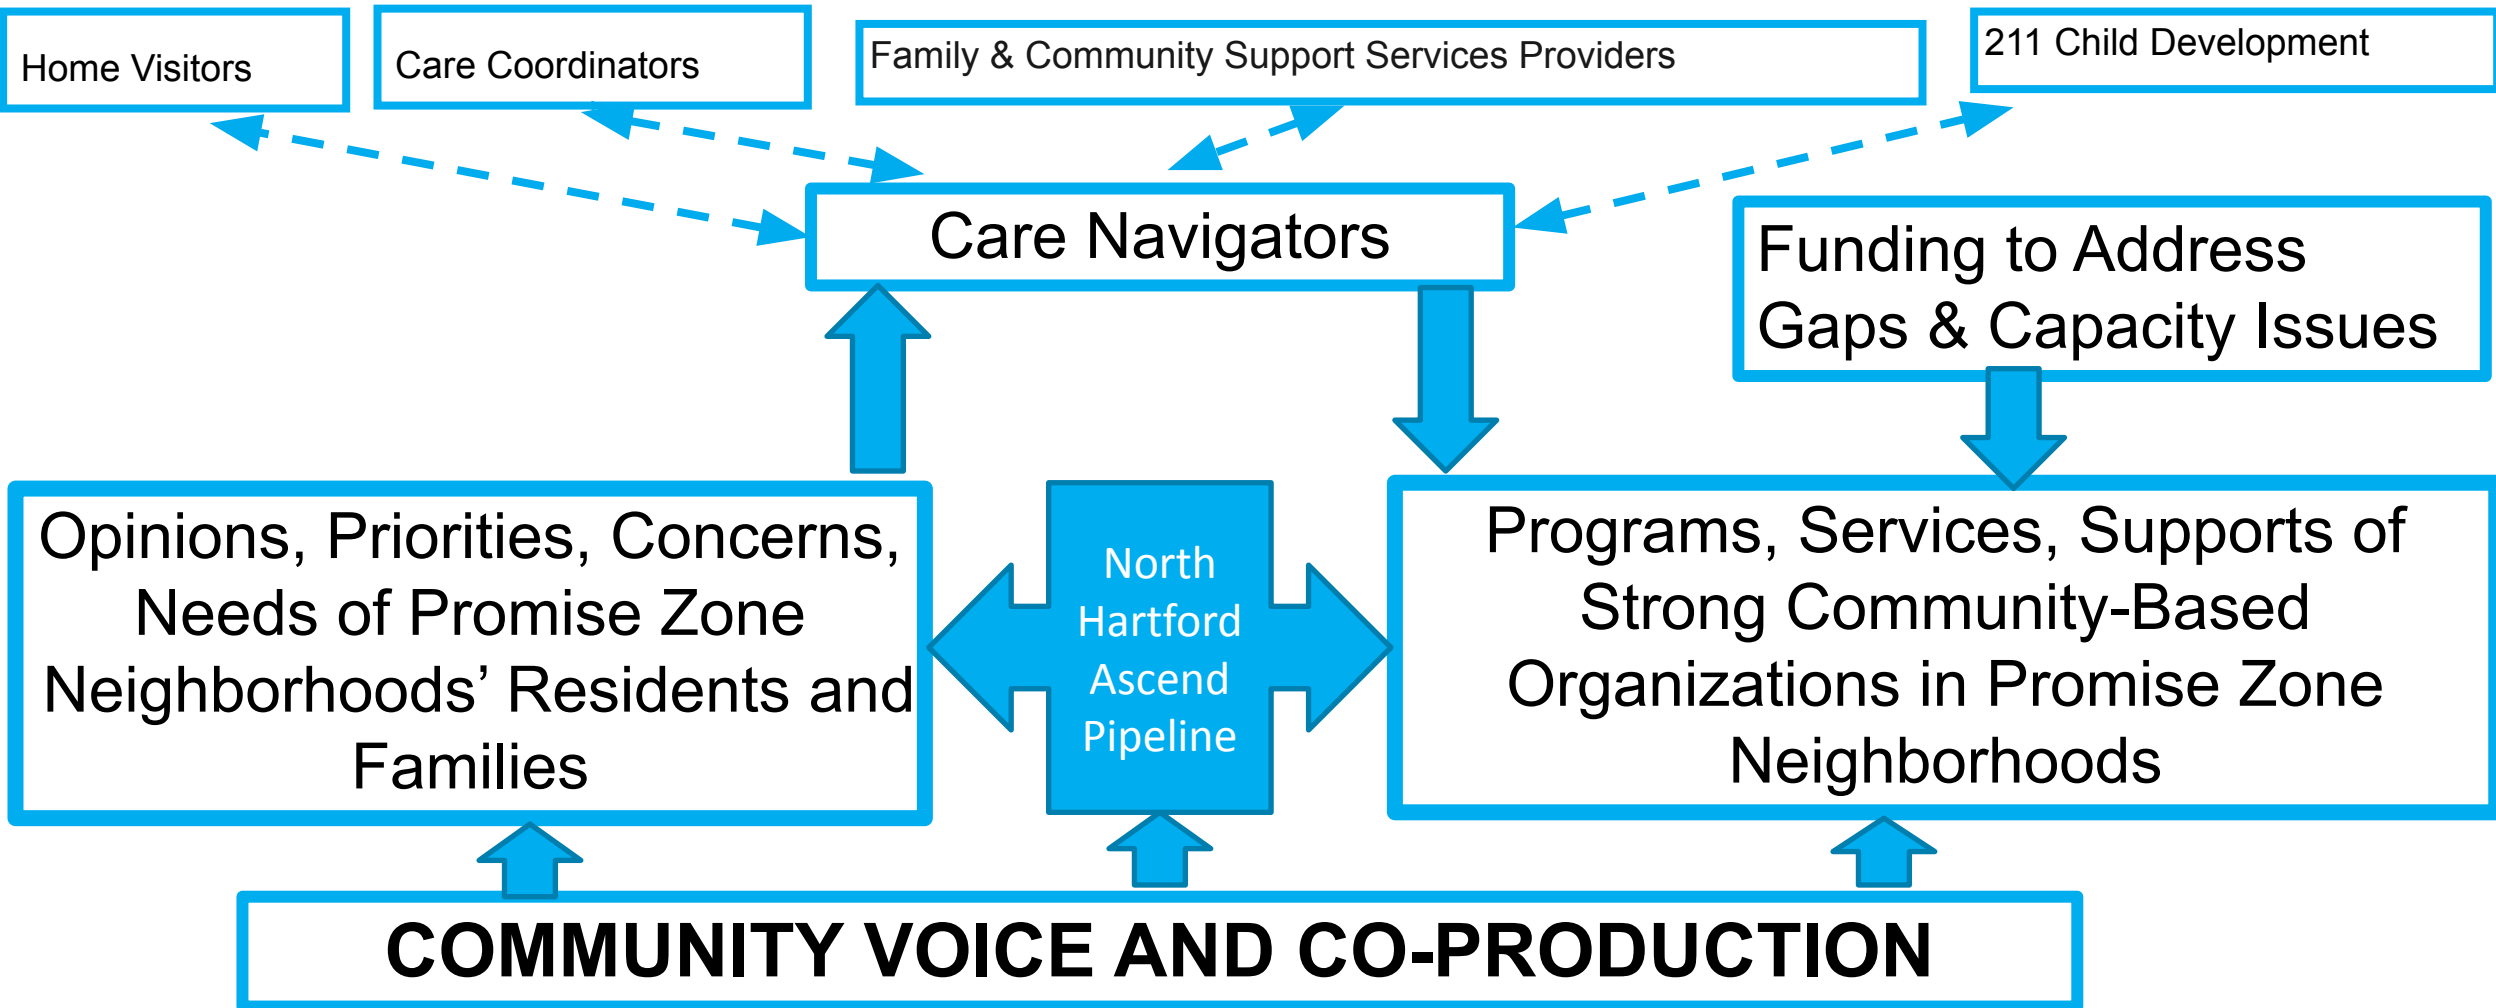 Home Visitors
Care Coordinators
Family & Community Support Services Providers
211 Child Development
Care Navigators
Funding to Address
Gaps & Capacity Issues
Opinions, Priorities, Concerns,
Needs of Promise Zone
Neighborhoods’ Residents and
Families
North
Hartford
Ascend
Pipeline
Programs, Services, Supports of
Strong Community-Based
Organizations in Promise Zone
Neighborhoods
COMMUNITY VOICE AND CO-PRODUCTION